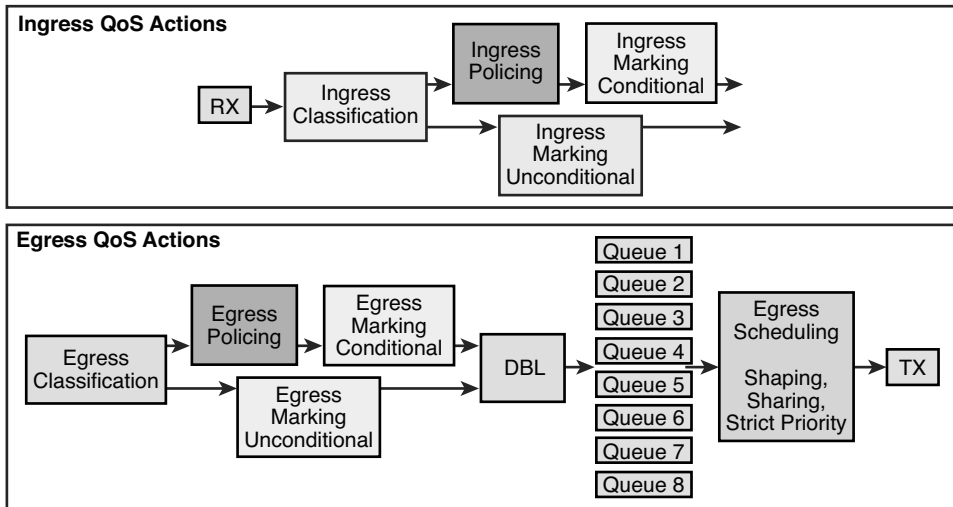 Ingress QoS Actions
RX
Ingress
Classification
Ingress
Policing
Ingress
Marking
Conditional
Ingress
Marking
Unconditional
Egress QoS Actions
Egress
Classification
Egress
Policing
Egress
Marking
Conditional
Egress
Marking
Unconditional
DBL
Queue 1
Queue 2
Queue 3
Queue 4
Queue 5
Queue 6
Queue 7
Queue 8
Egress
Scheduling
Shaping,
Sharing,
Strict Priority
TX